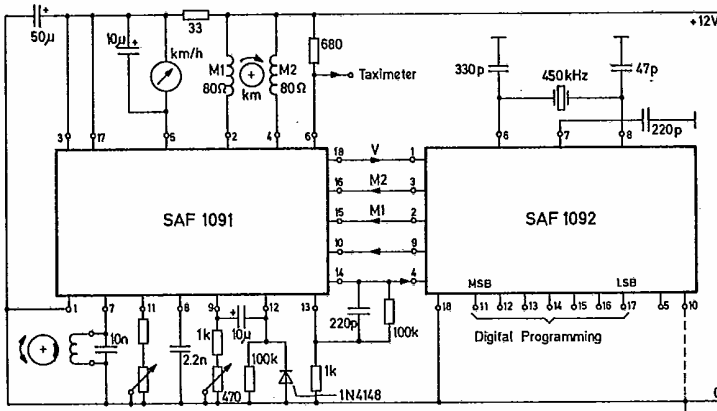 +12V
50µ
+
10µ
+
km/h
33
M1
80Ω
km
M2
80Ω
680
Taximeter
330p
450kHz
47p
220p
3
17
5
2
4
6
6
7
8
SAF 1091
18
V
1
16
M2
3
15
M1
2
10
9
14
4
SAF 1092
MSB
LSB
1
7
11
8
9
12
13
18
11
12
13
14
15
16
17
5
10
Digital Programming
10n
2.2n
1k
+
10µ
470
100k
1N4148
220p
100k
1k